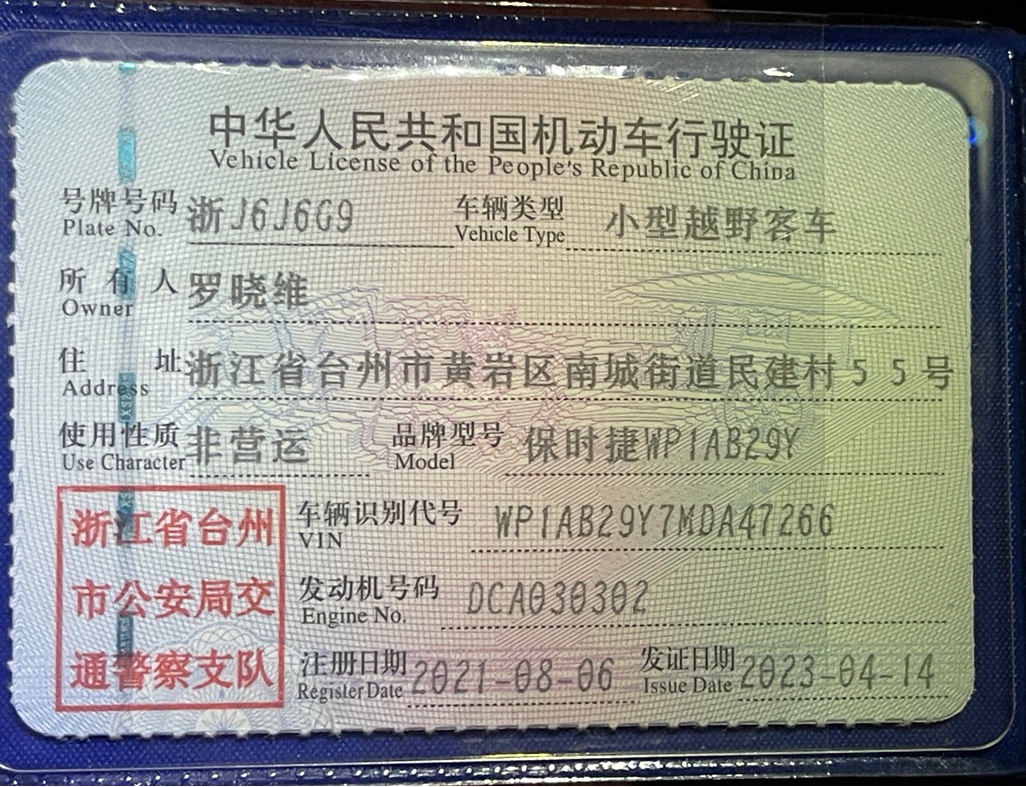 中华人民共和国机动车行驶证
Vehicle License of the People's Republic of China
号牌号码 浙J6J6G9 车辆类型 小型越野客车
Plate No. Vehicle Type
所有人 罗晓维
Owner
住址 浙江省台州市黄岩区南城街道民建村55号
Address
使用性质 非营运 品牌型号 保时捷WP1AB29Y
Use Character Model
浙江省台州
市公安局交
通警察支队
车辆识别代号 WP1AB29Y7MDA47266
VIN
发动机号码 DCA030302
Engine No.
注册日期 2021-08-06 发证日期 2023-04-14
Register Date Issue Date